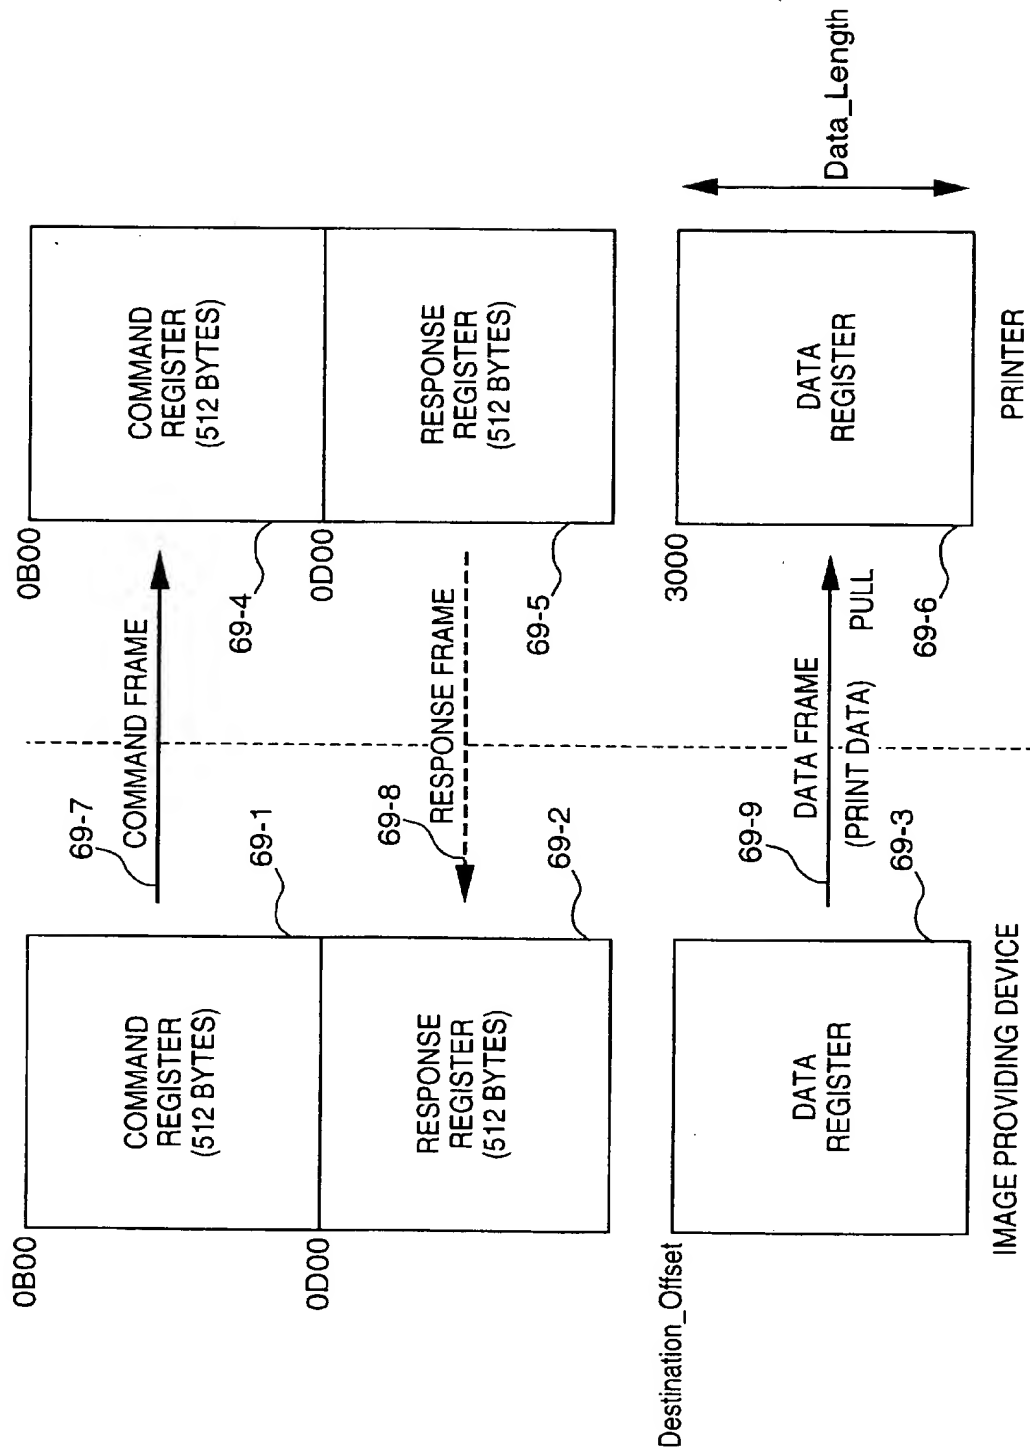 0B00
COMMAND
REGISTER
(512 BYTES)
69-1
0D00
RESPONSE
REGISTER
(512 BYTES)
69-2
Destination_Offset
DATA
REGISTER
69-3
IMAGE PROVIDING DEVICE
69-7
COMMAND FRAME
69-8
RESPONSE FRAME
69-9
DATA FRAME
(PRINT DATA)
PULL
0B00
COMMAND
REGISTER
(512 BYTES)
69-4
0D00
RESPONSE
REGISTER
(512 BYTES)
69-5
3000
DATA
REGISTER
69-6
Data_Length
PRINTER